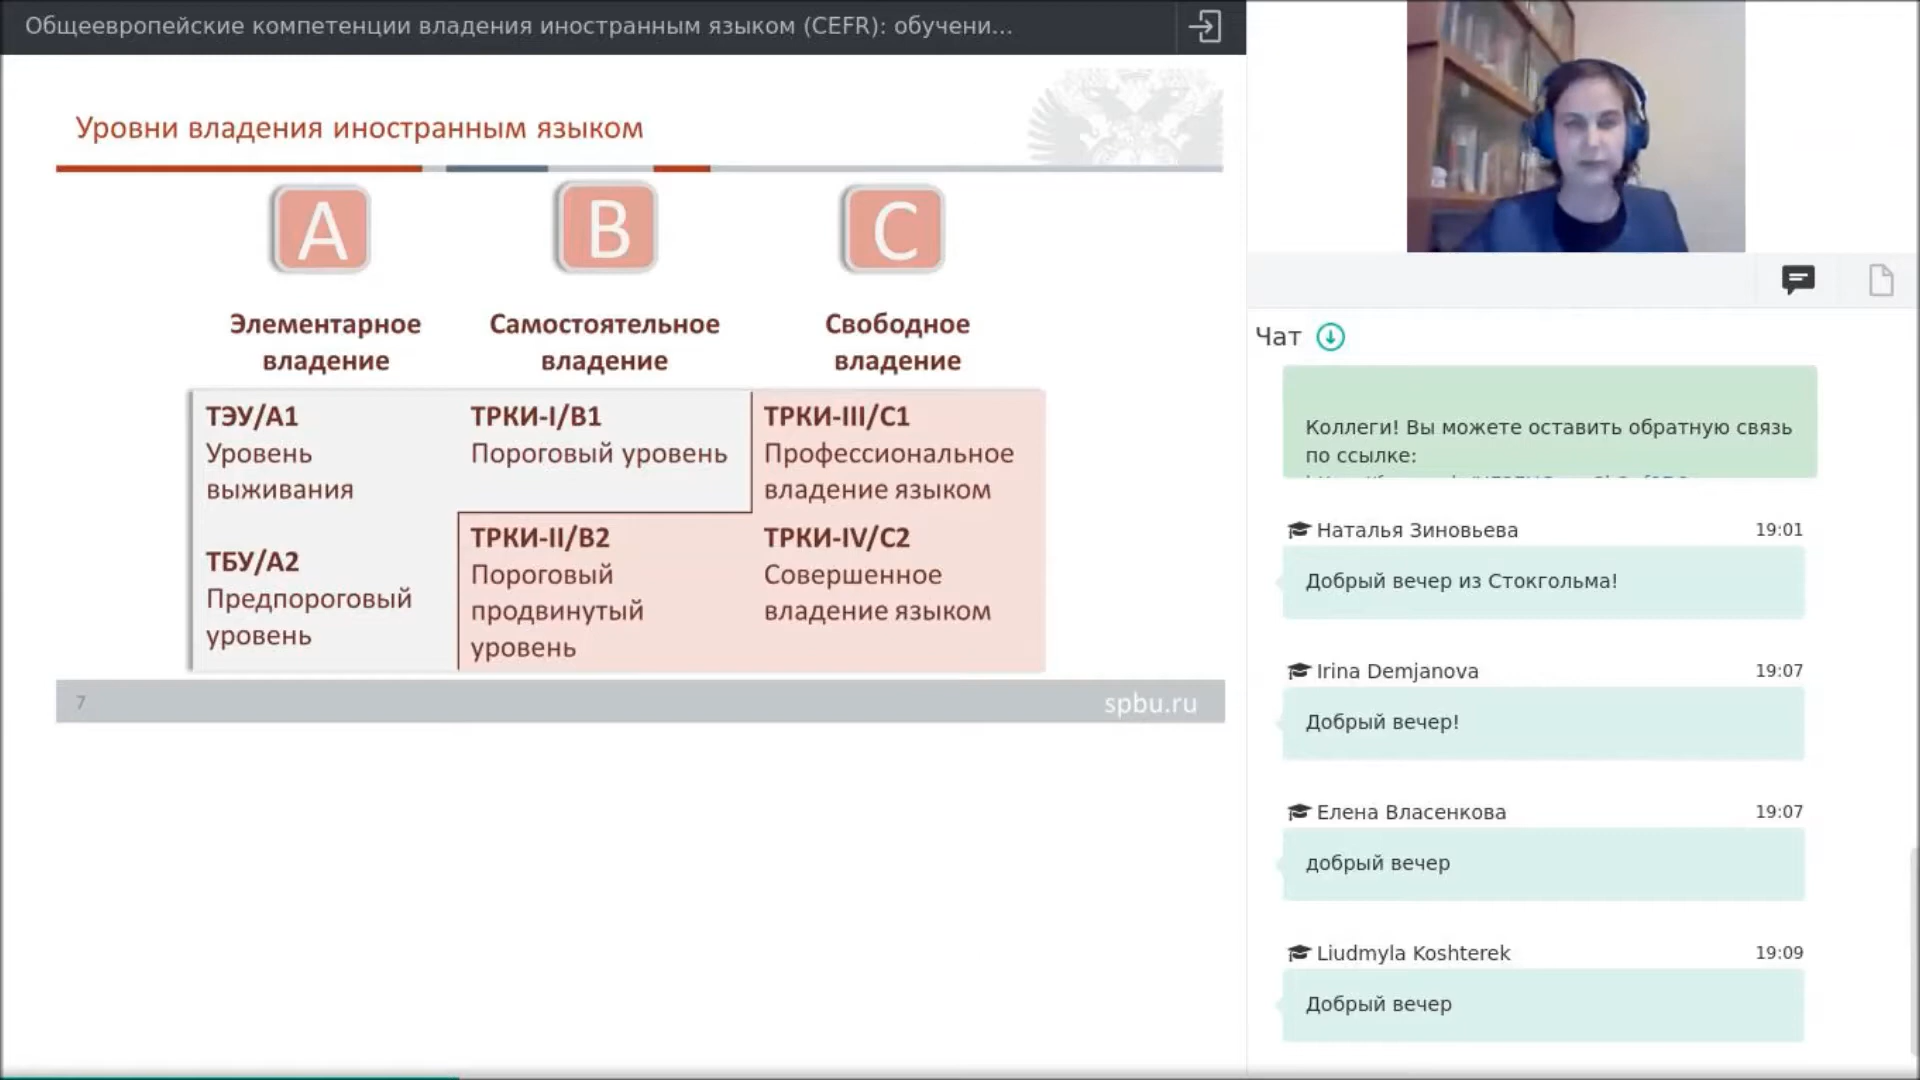 Общеевропейские компетенции владения иностранным языком (CEFR): обучени...
Уровни владения иностранным языком
A
B
C
Элементарное
владение
Самостоятельное
владение
Свободное
владение
ТЭУ/А1
Уровень
выживания
ТБУ/А2
Предпороговый
уровень
ТРКИ-I/В1
Пороговый уровень
ТРКИ-II/В2
Пороговый
продвинутый
уровень
ТРКИ-III/С1
Профессиональное
владение языком
ТРКИ-IV/С2
Совершенное
владение языком
7
spbu.ru
Чат
Коллеги! Вы можете оставить обратную связь
по ссылке:
Наталья Зиновьева 19:01
Добрый вечер из Стокгольма!
Irina Demjanova 19:07
Добрый вечер!
Елена Власенкова 19:07
добрый вечер
Liudmyla Koshterek 19:09
Добрый вечер